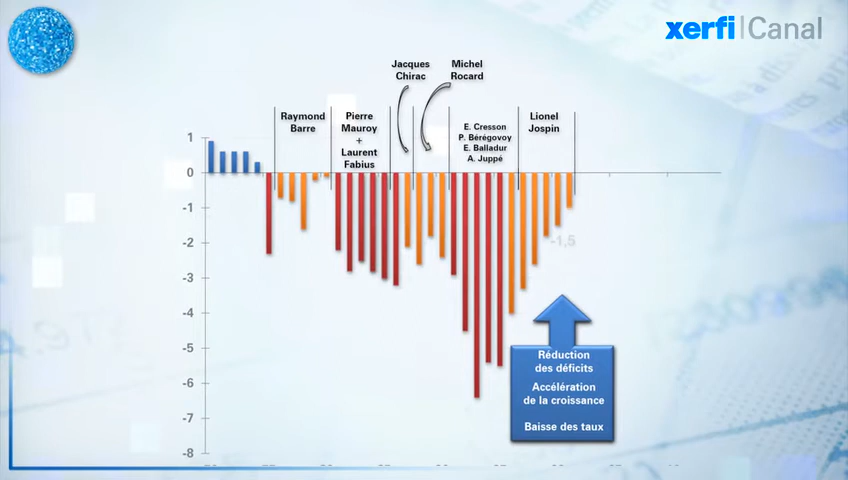 xerfi Canal
Jacques
Chirac
Michel
Rocard
Raymond
Barre
Pierre
Mauroy
+
Laurent
Fabius
E. Cresson
P. Bérégovoy
E. Balladur
A. Juppé
Lionel
Jospin
1
0
-1
-2
-3
-4
-5
-6
-7
-8
-1,5
Réduction
des déficits
Accélération
de la croissance
Baisse des taux